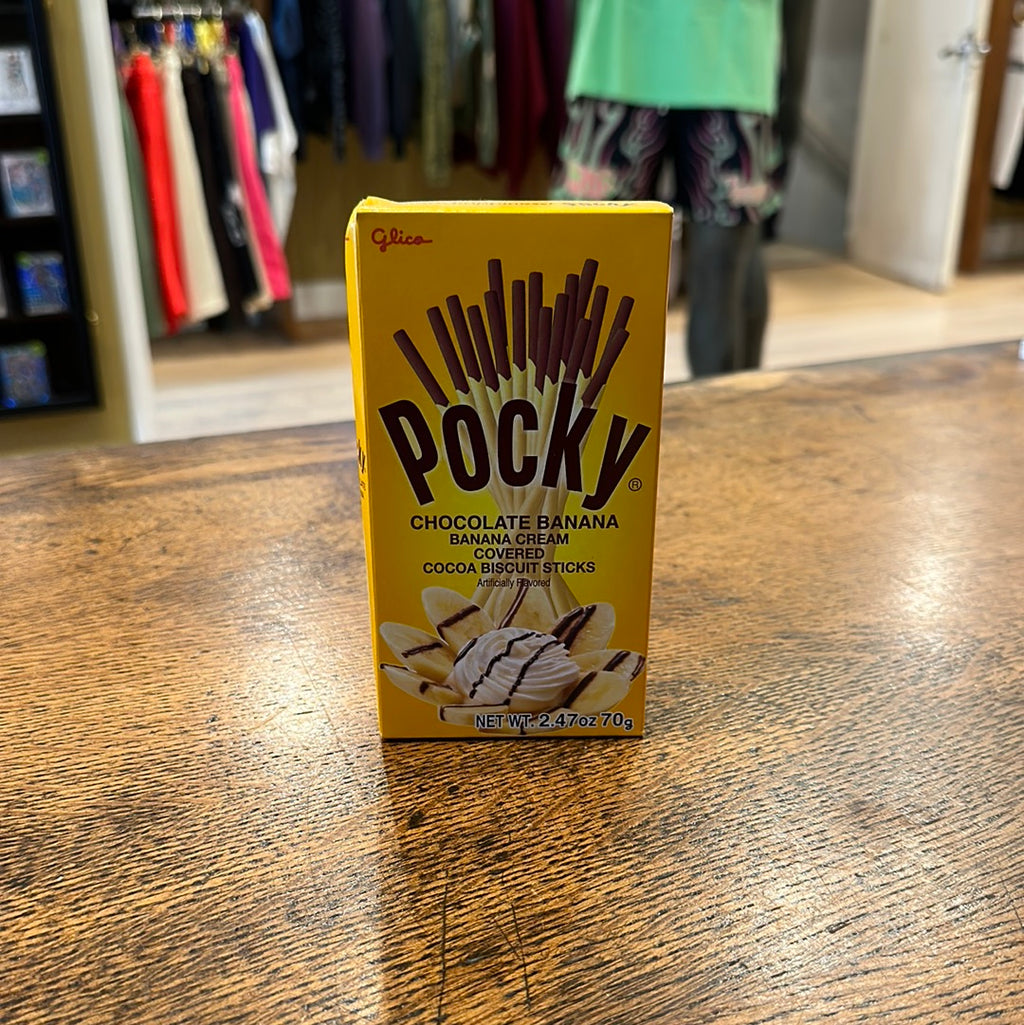 Glico
Pocky®
CHOCOLATE BANANA
BANANA CREAM
COVERED
COCOA BISCUIT STICKS
Artificially Flavored
NET WT. 2.47oz 70g